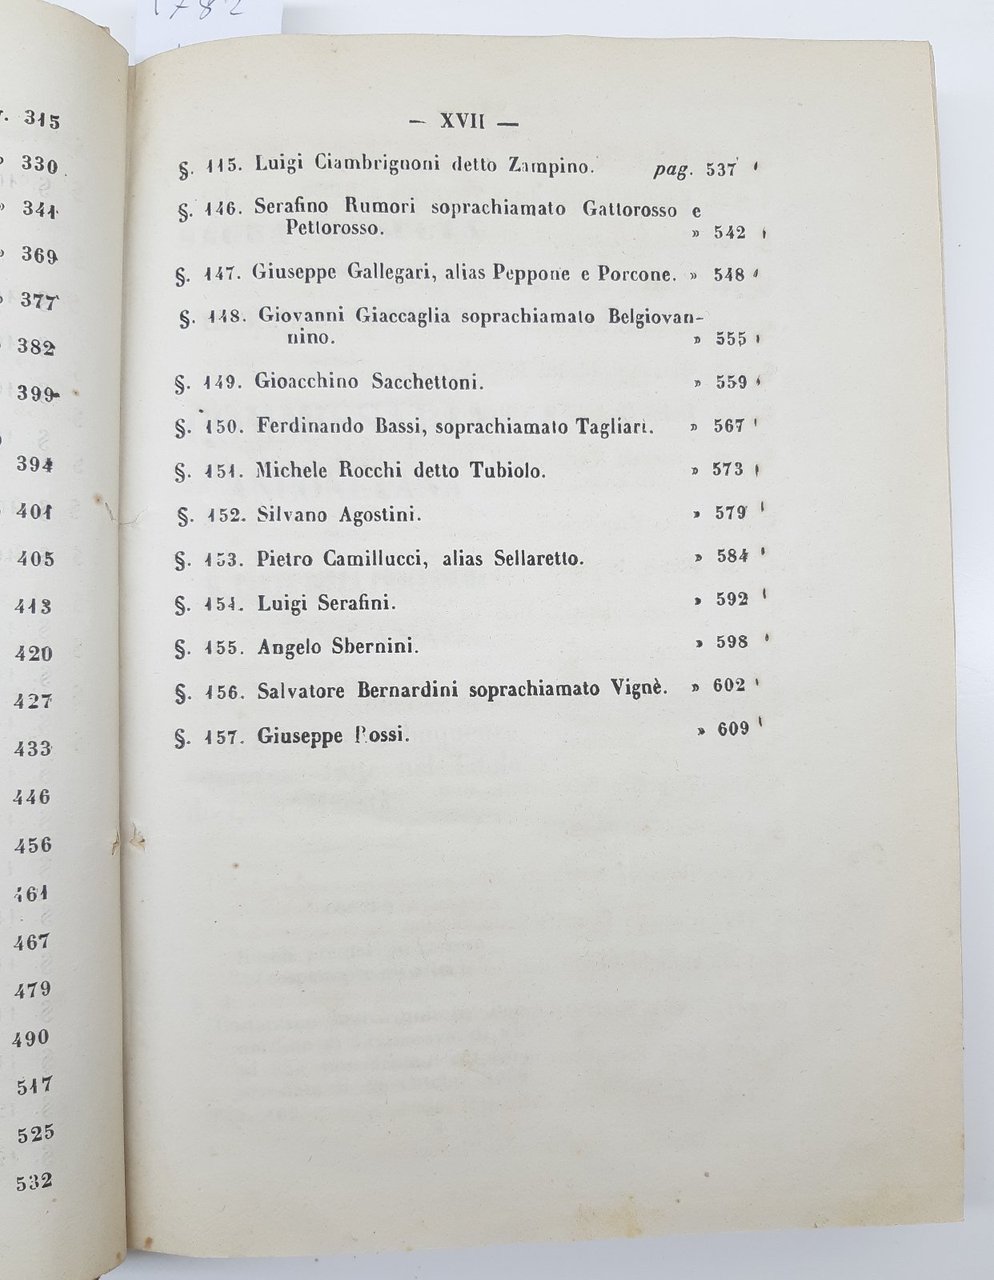 1782
315
330
341
369
377
382
399
394
401
405
413
420
427
433
446
456
461
467
479
490
517
525
532
— XVII —
§. 115. Luigi Ciambrignoni detto Zampino. pag. 537
§. 146. Serafino Rumori soprachiamato Gattorosso e
Pettorosso. » 542
§. 147. Giuseppe Gallegari, alias Peppone e Porcone. » 548
§. 148. Giovanni Giaccaglia soprachiamato Belgiovan-
nino. » 555
§. 149. Gioacchino Sacchettoni. » 559
§. 150. Ferdinando Bassi, soprachiamato Tagliari. » 567
§. 151. Michele Rocchi detto Tubiolo. » 573
§. 152. Silvano Agostini. » 579
§. 153. Pietro Camillucci, alias Sellaretto. » 584
§. 154. Luigi Serafini. » 592
§. 155. Angelo Sbernini. » 598
§. 156. Salvatore Bernardini soprachiamato Vignè. » 602
§. 157. Giuseppe Rossi. » 609